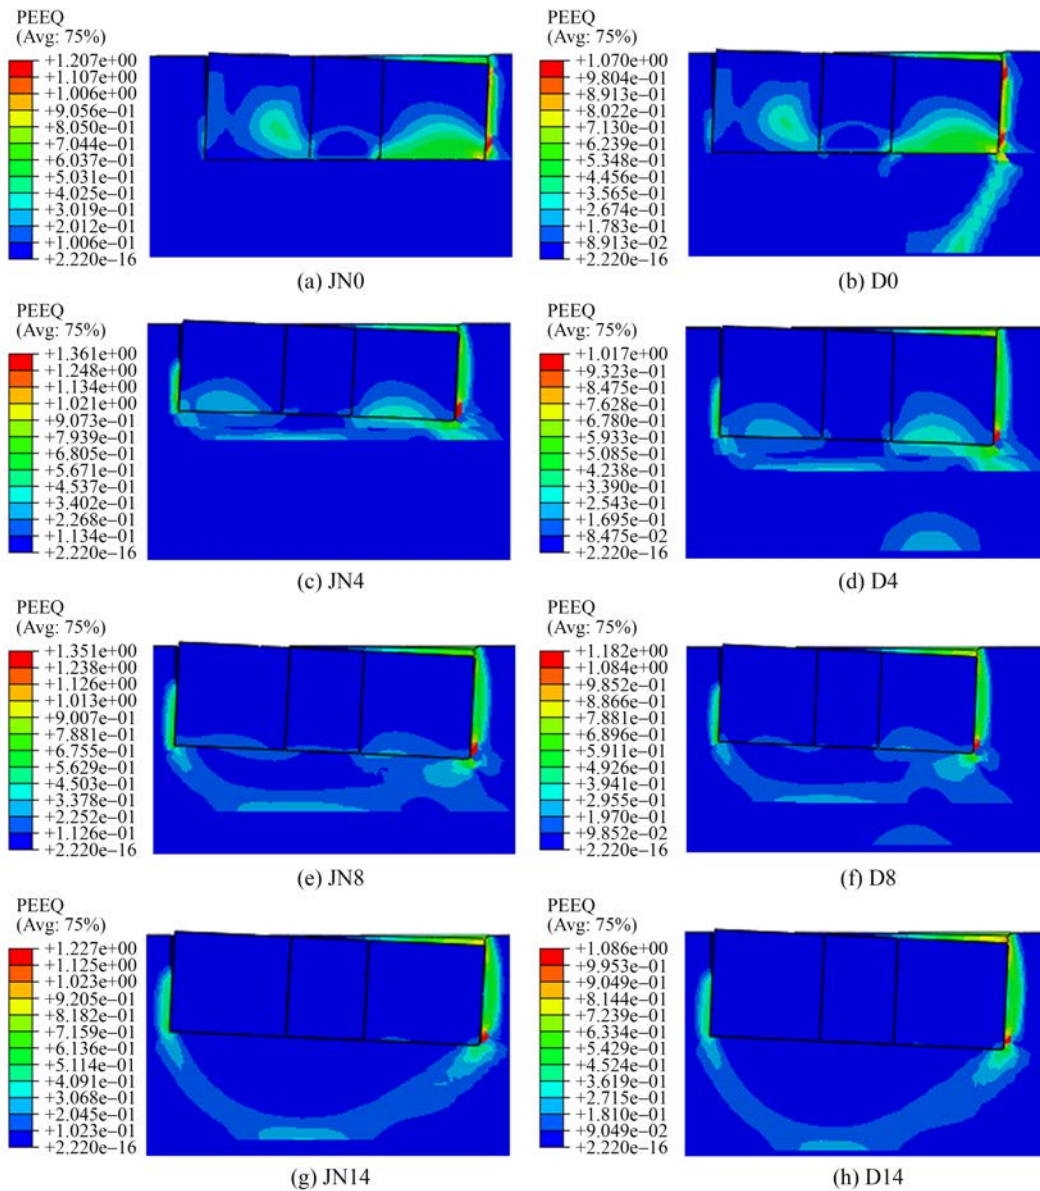 PEEQ
(Avg: 75%)
+1.207e+00
+1.107e+00
+1.006e+00
+9.056e−01
+8.050e−01
+7.044e−01
+6.037e−01
+5.031e−01
+4.025e−01
+3.019e−01
+2.012e−01
+1.006e−01
+2.220e−16
(a) JN0
PEEQ
(Avg: 75%)
+1.070e+00
+9.804e−01
+8.913e−01
+8.022e−01
+7.130e−01
+6.239e−01
+5.348e−01
+4.456e−01
+3.565e−01
+2.674e−01
+1.783e−01
+8.913e−02
+2.220e−16
(b) D0
PEEQ
(Avg: 75%)
+1.361e+00
+1.248e+00
+1.134e+00
+1.021e+00
+9.073e−01
+7.939e−01
+6.805e−01
+5.671e−01
+4.537e−01
+3.402e−01
+2.268e−01
+1.134e−01
+2.220e−16
(c) JN4
PEEQ
(Avg: 75%)
+1.017e+00
+9.323e−01
+8.475e−01
+7.628e−01
+6.780e−01
+5.933e−01
+5.085e−01
+4.238e−01
+3.390e−01
+2.543e−01
+1.695e−01
+8.475e−02
+2.220e−16
(d) D4
PEEQ
(Avg: 75%)
+1.351e+00
+1.238e+00
+1.126e+00
+1.013e+00
+9.007e−01
+7.881e−01
+6.755e−01
+5.629e−01
+4.503e−01
+3.378e−01
+2.252e−01
+1.126e−01
+2.220e−16
(e) JN8
PEEQ
(Avg: 75%)
+1.182e+00
+1.084e+00
+9.852e−01
+8.866e−01
+7.881e−01
+6.896e−01
+5.911e−01
+4.926e−01
+3.941e−01
+2.955e−01
+1.970e−01
+9.852e−02
+2.220e−16
(f) D8
PEEQ
(Avg: 75%)
+1.227e+00
+1.125e+00
+1.023e+00
+9.205e−01
+8.182e−01
+7.159e−01
+6.136e−01
+5.114e−01
+4.091e−01
+3.068e−01
+2.045e−01
+1.023e−01
+2.220e−16
(g) JN14
PEEQ
(Avg: 75%)
+1.086e+00
+9.953e−01
+9.049e−01
+8.144e−01
+7.239e−01
+6.334e−01
+5.429e−01
+4.524e−01
+3.619e−01
+2.715e−01
+1.810e−01
+9.049e−02
+2.220e−16
(h) D14